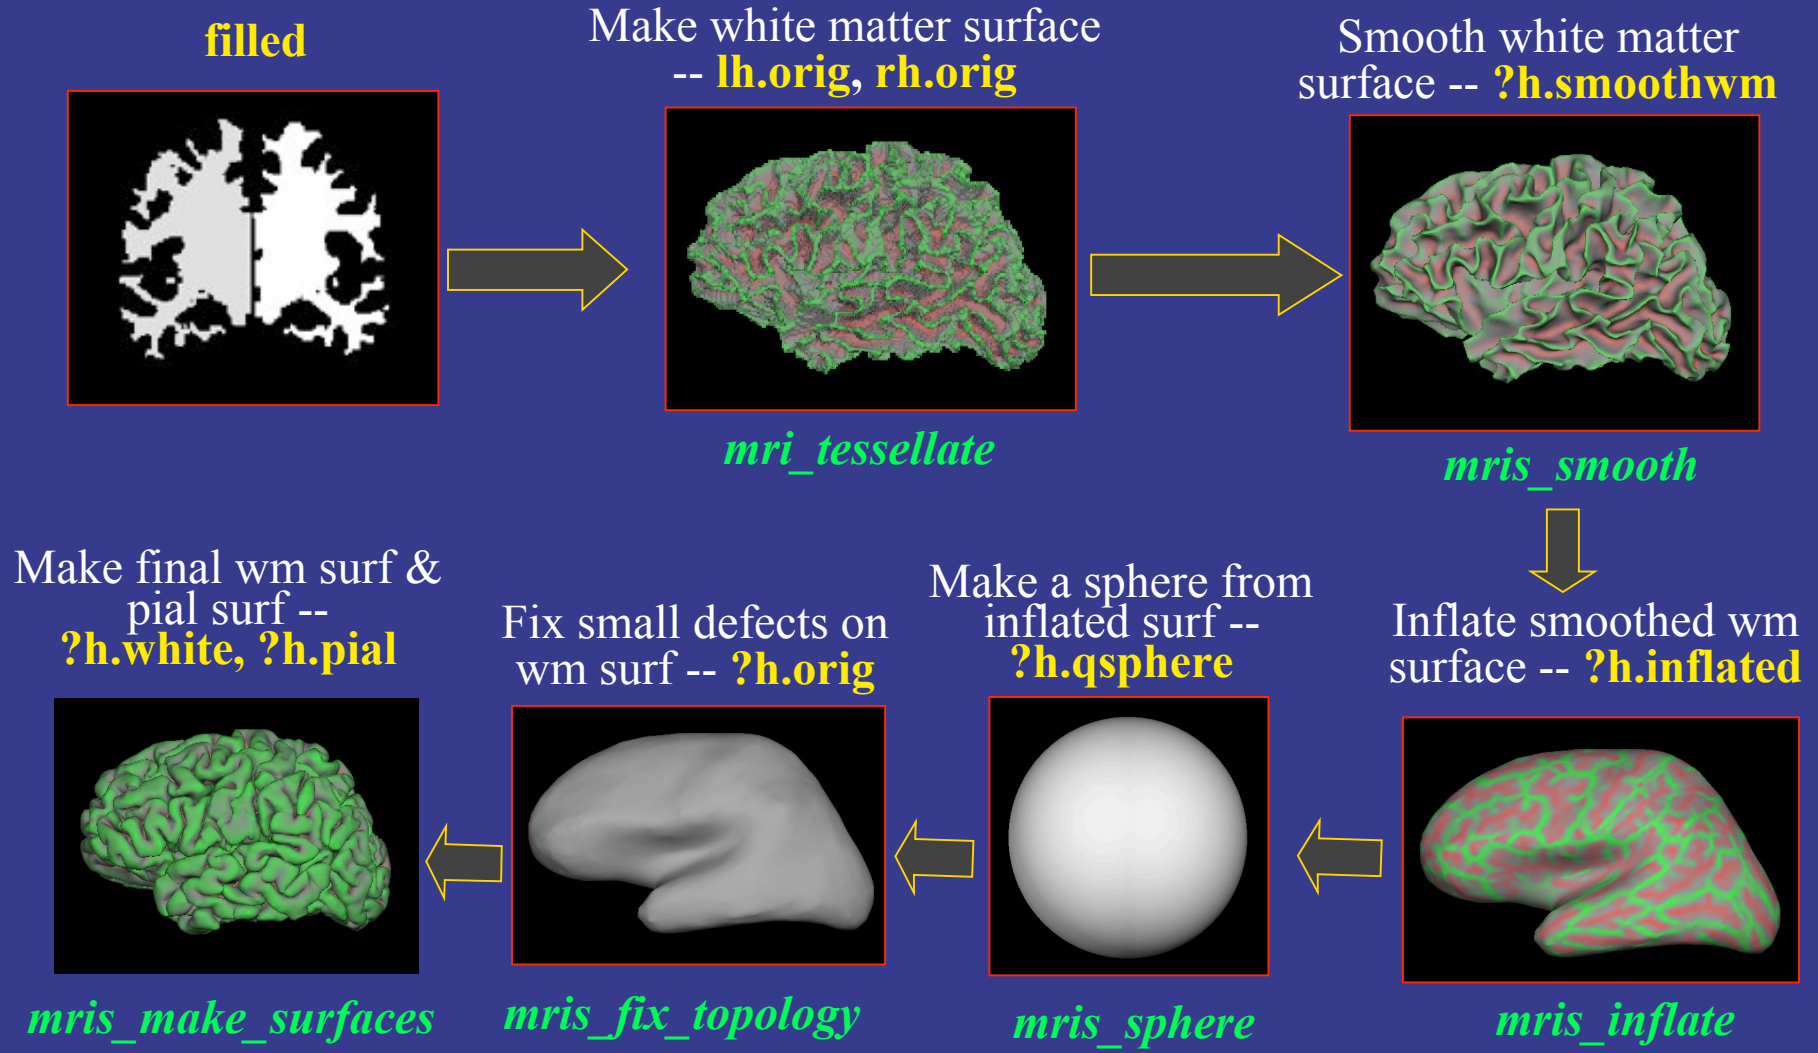 filled
Make white matter surface
-- lh.orig, rh.orig
mri_tessellate
Smooth white matter
surface -- ?h.smoothwm
mris_smooth
Inflate smoothed wm
surface -- ?h.inflated
mris_inflate
Make a sphere from
inflated surf --
?h.qsphere
mris_sphere
Fix small defects on
wm surf -- ?h.orig
mris_fix_topology
Make final wm surf &
pial surf --
?h.white, ?h.pial
mris_make_surfaces